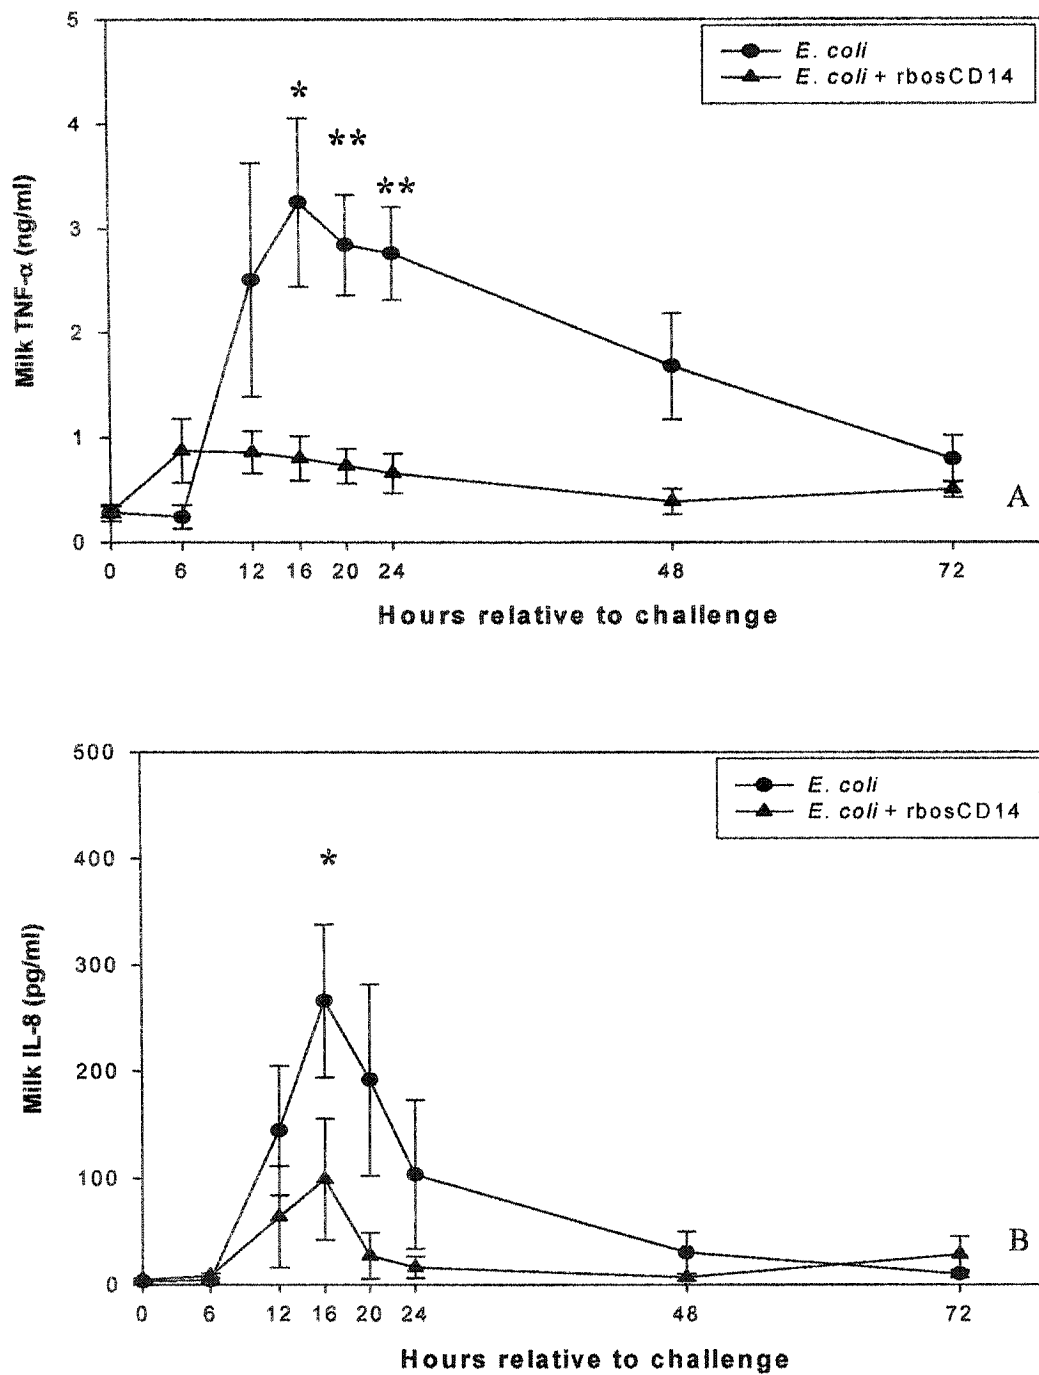 5
E. coli
E. coli + rbosCD14
*
4
**
**
3
Milk TNF-α (ng/ml)
2
1
A
0
0 6 12 16 20 24 48 72
Hours relative to challenge
500
E. coli
E. coli + rbosCD14
400
*
300
Milk IL-8 (pg/ml)
200
100
B
0
0 6 12 16 20 24 48 72
Hours relative to challenge